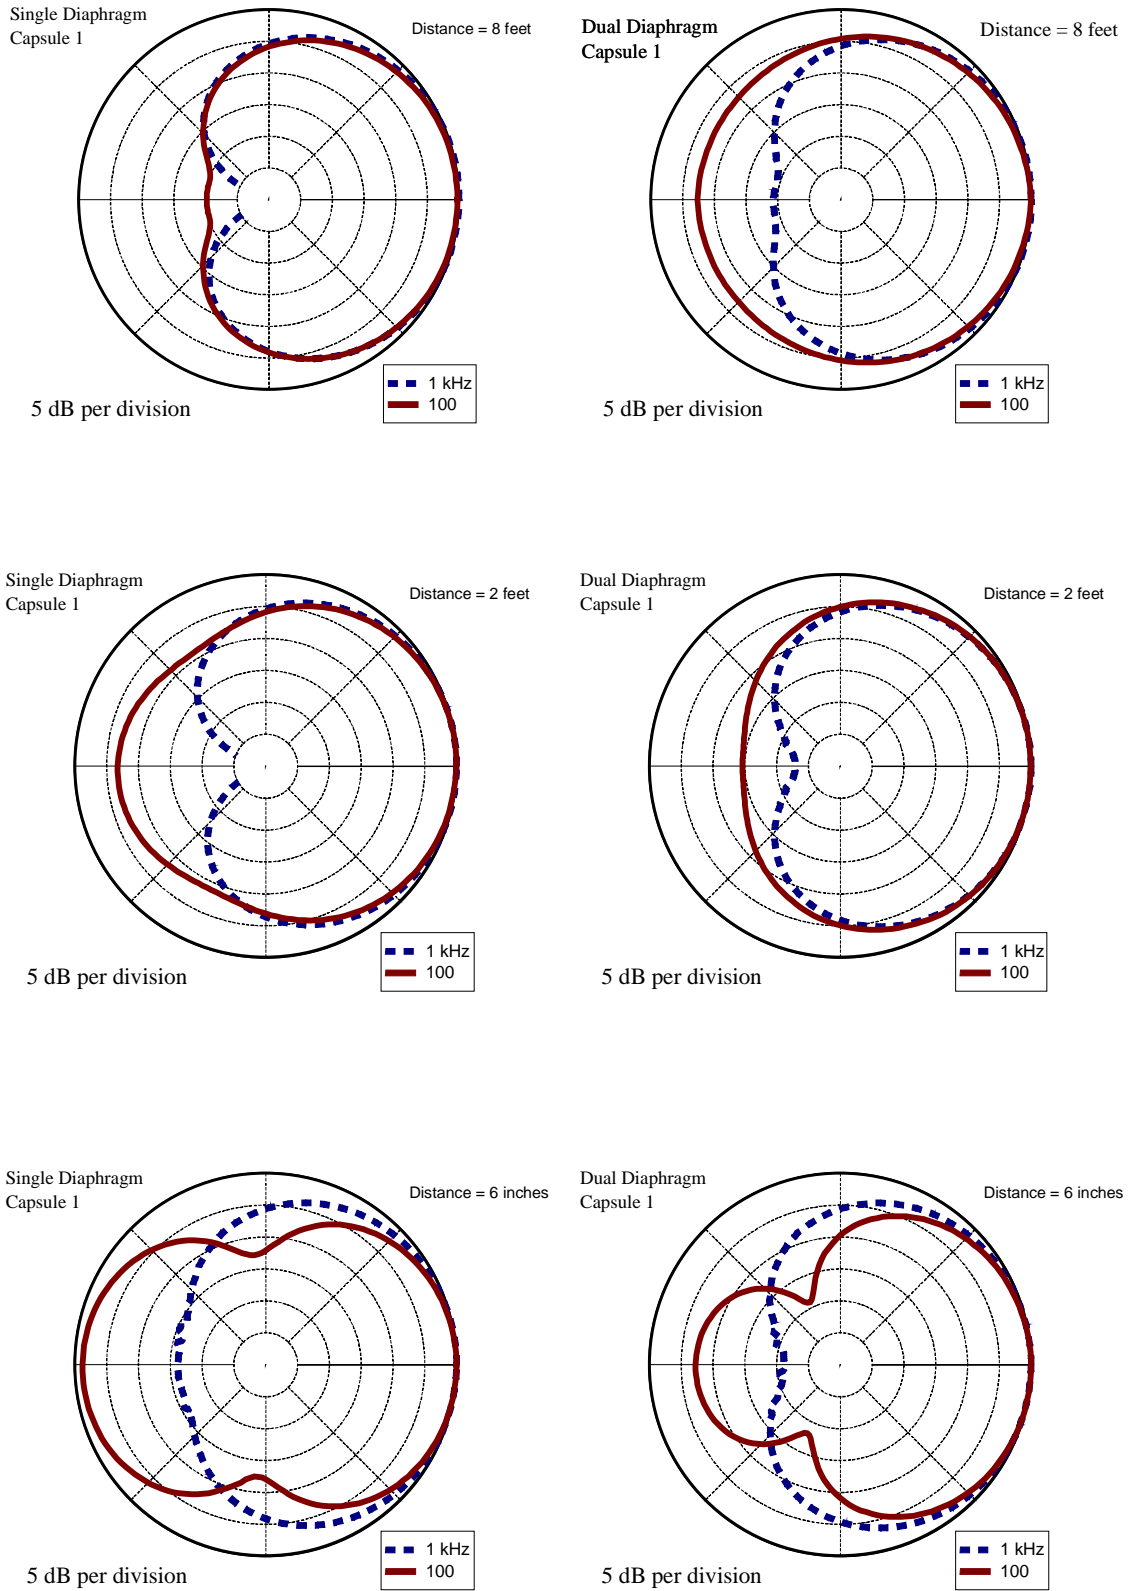 Single Diaphragm
Capsule 1
Distance = 8 feet
1 kHz
100
5 dB per division
Dual Diaphragm
Capsule 1
Distance = 8 feet
1 kHz
100
5 dB per division
Single Diaphragm
Capsule 1
Distance = 2 feet
1 kHz
100
5 dB per division
Dual Diaphragm
Capsule 1
Distance = 2 feet
1 kHz
100
5 dB per division
Single Diaphragm
Capsule 1
Distance = 6 inches
1 kHz
100
5 dB per division
Dual Diaphragm
Capsule 1
Distance = 6 inches
1 kHz
100
5 dB per division